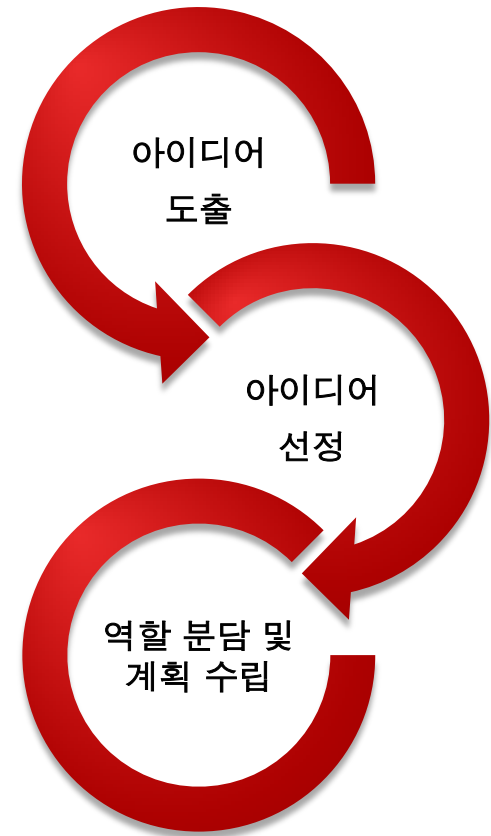 아이디어
도출
아이디어
선정
역할 분담 및
계획 수립